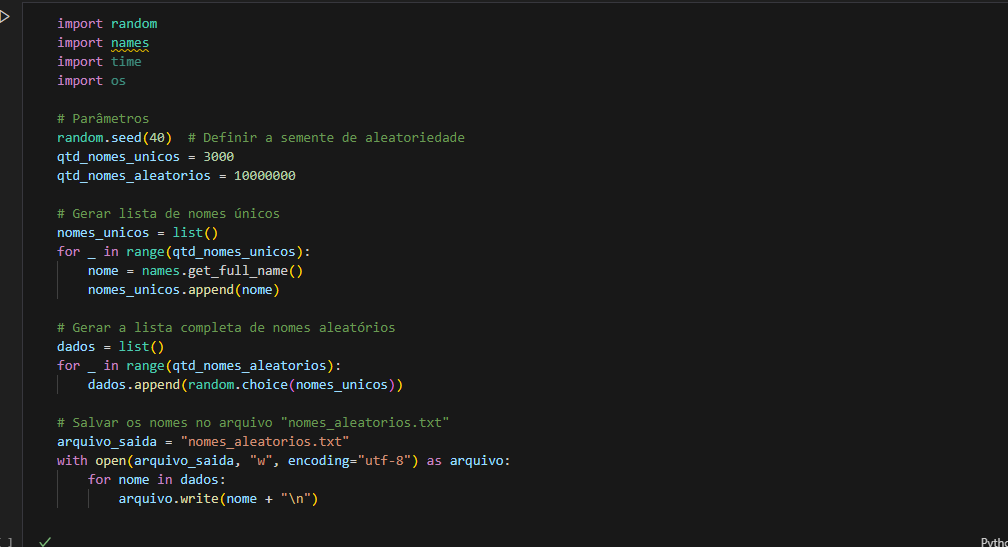 import random
import names
import time
import os
# Parâmetros
random.seed(40)  # Definir a semente de aleatoriedade
qtd_nomes_unicos = 3000
qtd_nomes_aleatorios = 10000000
# Gerar lista de nomes únicos
nomes_unicos = list()
for _ in range(qtd_nomes_unicos):
    nome = names.get_full_name()
    nomes_unicos.append(nome)
# Gerar a lista completa de nomes aleatórios
dados = list()
for _ in range(qtd_nomes_aleatorios):
    dados.append(random.choice(nomes_unicos))
# Salvar os nomes no arquivo "nomes_aleatorios.txt"
arquivo_saida = "nomes_aleatorios.txt"
with open(arquivo_saida, "w", encoding="utf-8") as arquivo:
    for nome in dados:
        arquivo.write(nome + "\n")